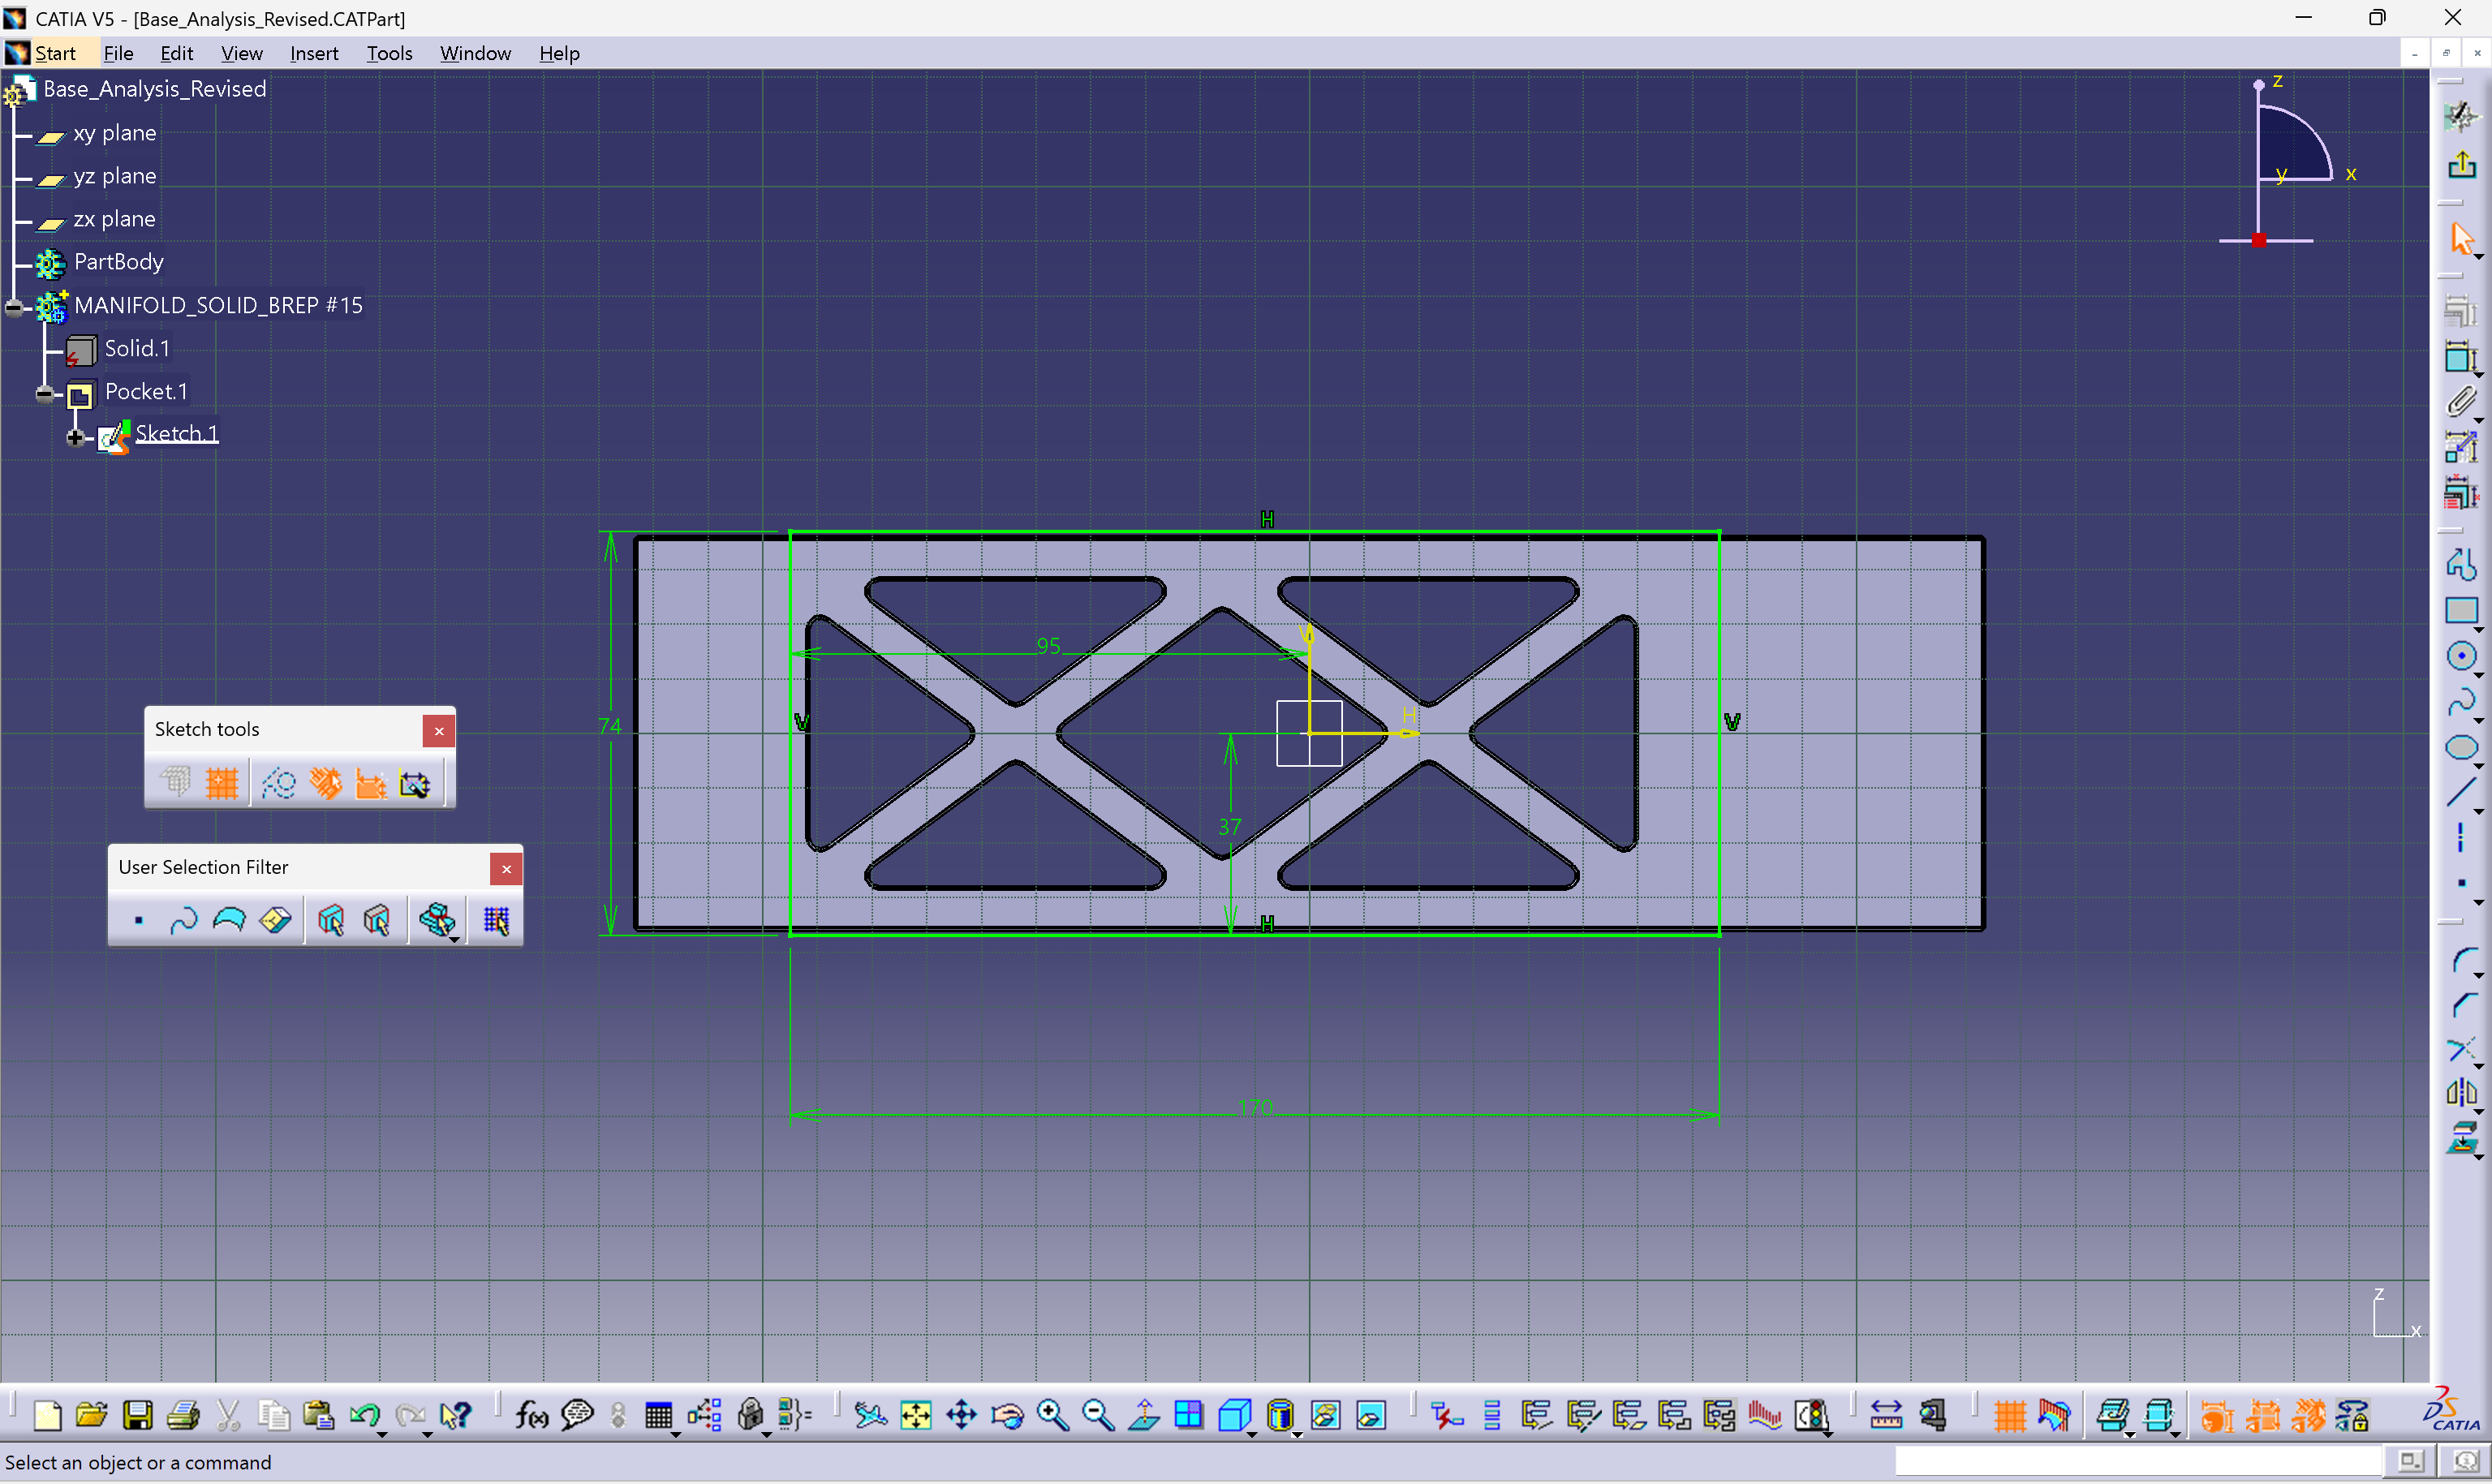 CATIA V5 - [Base_Analysis_Revised.CATPart]
Start File Edit View Insert Tools Window Help
Base_Analysis_Revised
xy plane
yz plane
zx plane
PartBody
MANIFOLD_SOLID_BREP #15
Solid.1
Pocket.1
Sketch.1
z
y
x
H
95
V
H
74
V
V
37
H
170
Sketch tools
User Selection Filter
z
x
f(x)
CATIA
Select an object or a command